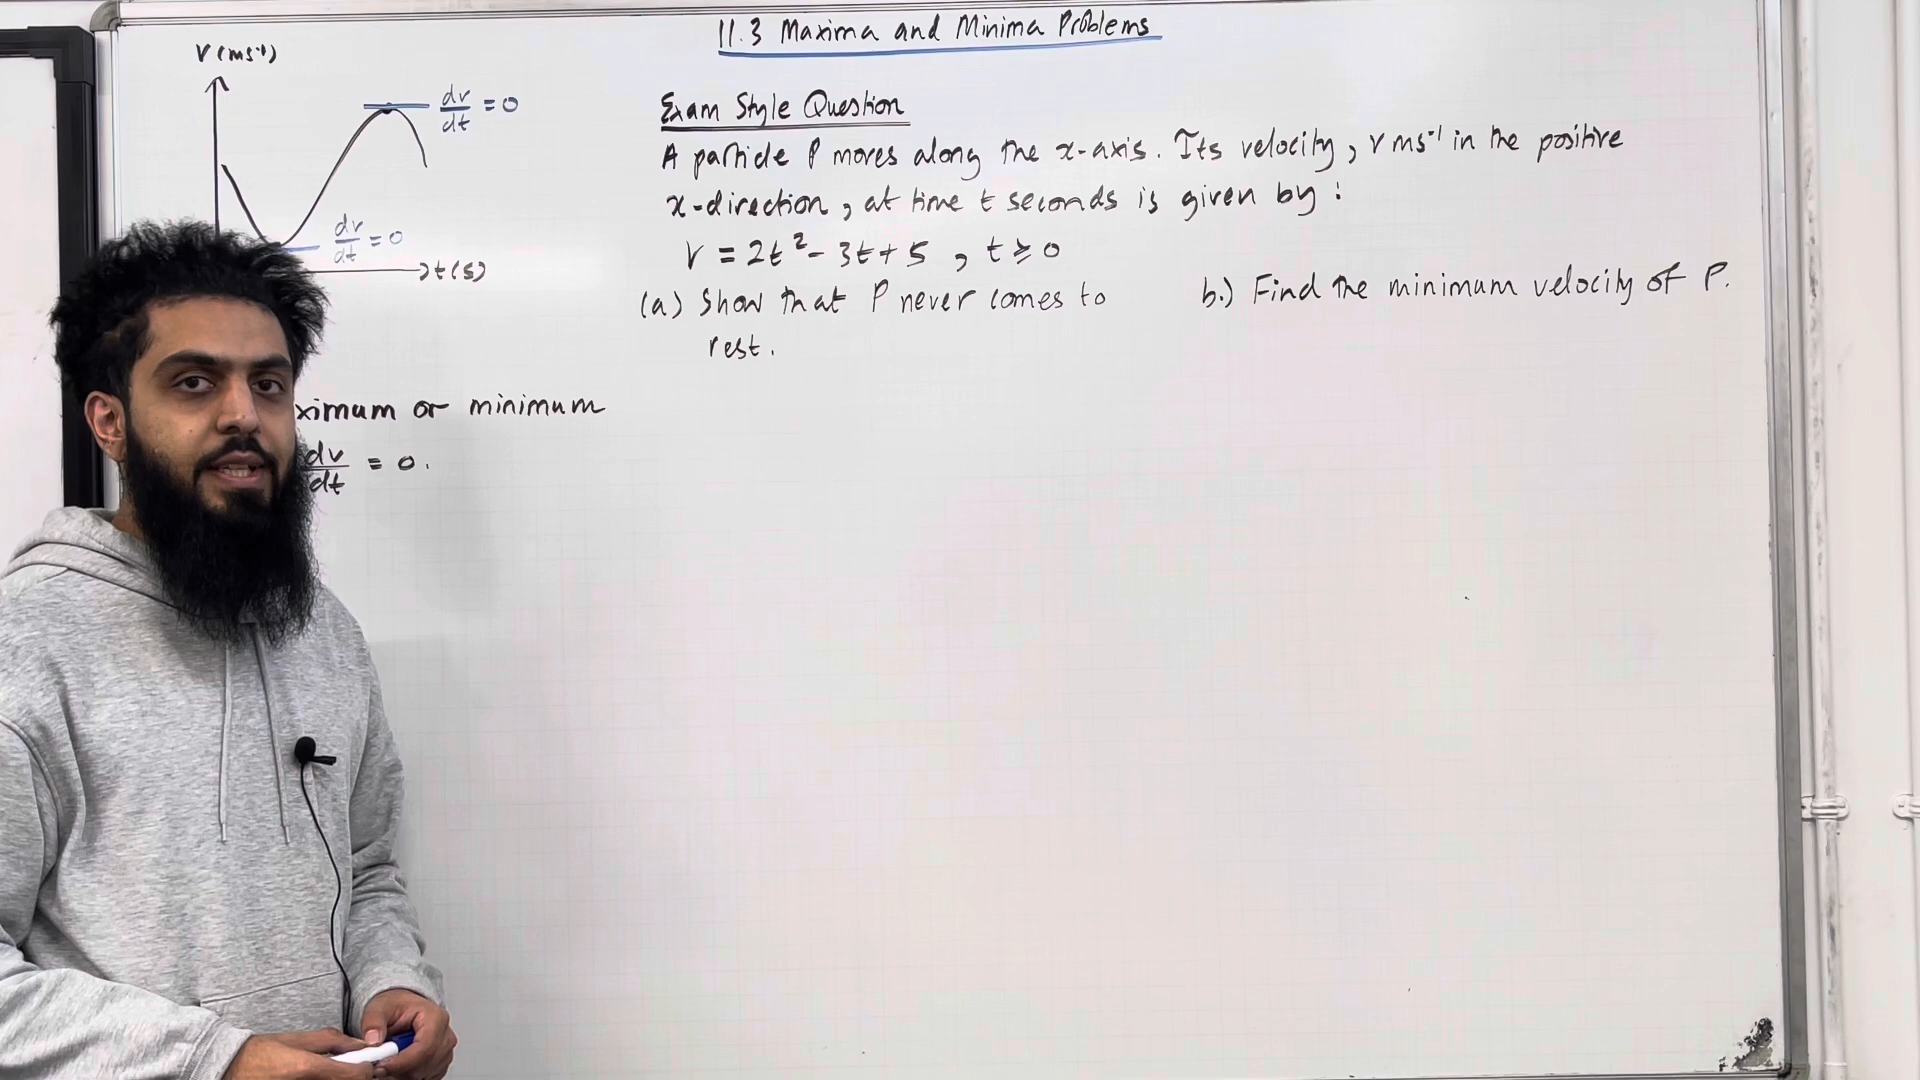 11.3 Maxima and Minima Problems
V (ms⁻¹)
dv/dt = 0
dv/dt = 0
t(s)
ximum or minimum
dv/dt = 0.
Exam Style Question
A particle P moves along the x-axis. Its velocity, v ms⁻¹ in the positive
x-direction, at time t seconds is given by:
v = 2t² - 3t + 5 , t ≥ 0
(a) Show that P never comes to
rest.
b.) Find the minimum velocity of P.